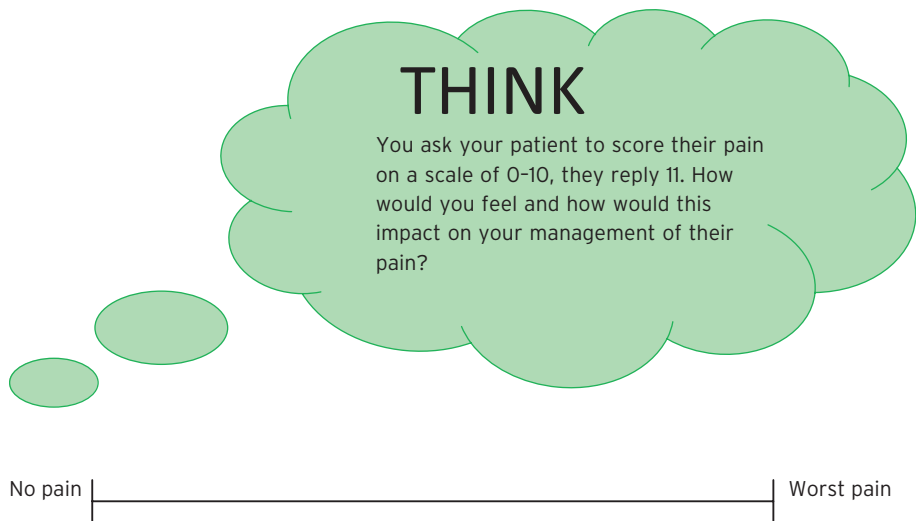 THINK
You ask your patient to score their pain
on a scale of 0–10, they reply 11. How
would you feel and how would this
impact on your management of their
pain?
No pain Worst pain